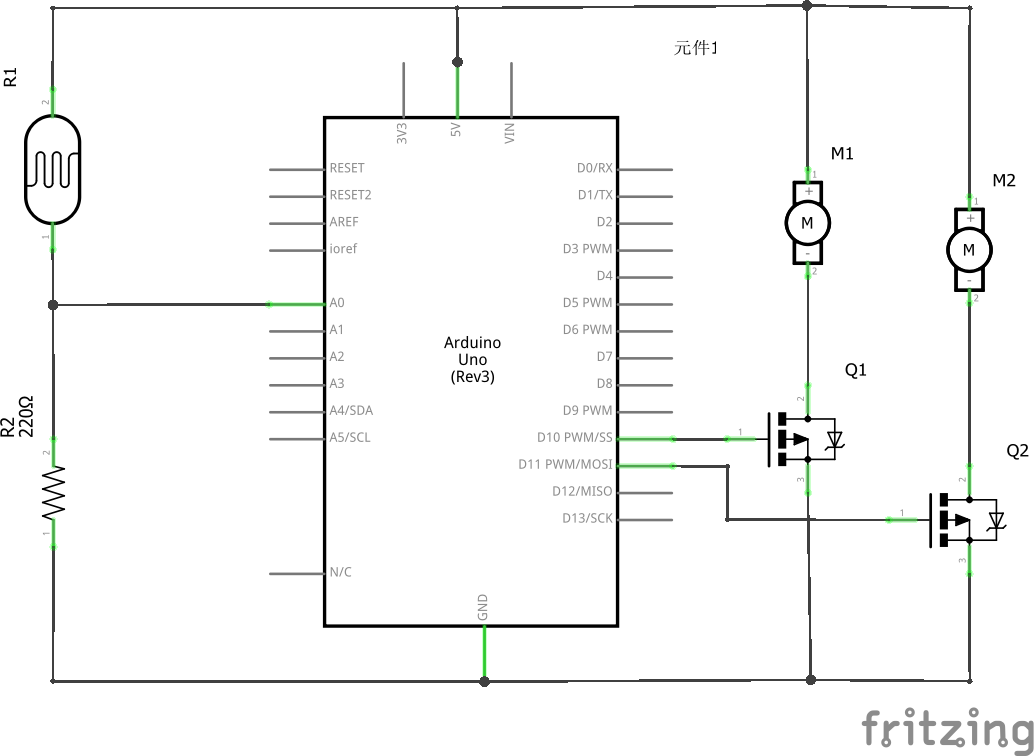 元件1
R1
2
1
3V3
5V
VIN
RESET
RESET2
AREF
ioref
A0
A1
A2
A3
A4/SDA
A5/SCL
N/C
Arduino
Uno
(Rev3)
D0/RX
D1/TX
D2
D3 PWM
D4
D5 PWM
D6 PWM
D7
D8
D9 PWM
D10 PWM/SS
D11 PWM/MOSI
D12/MISO
D13/SCK
GND
R2
220Ω
2
1
M1
1
+
M
-
2
M2
1
+
M
-
2
Q1
2
1
3
Q2
2
1
3
fritzing